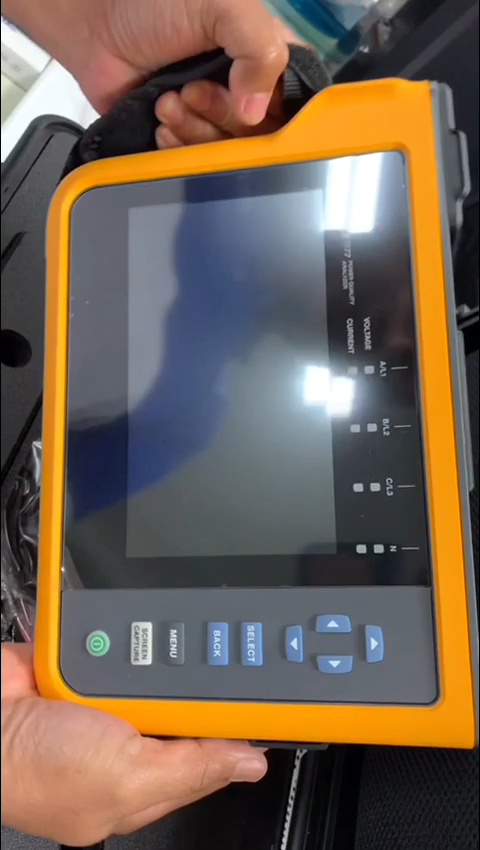 POWER QUALITY
ANALYZER
A/L1 B/L2 C/L3 N
VOLTAGE
CURRENT
SELECT
BACK
MENU
SCREEN
CAPTURE